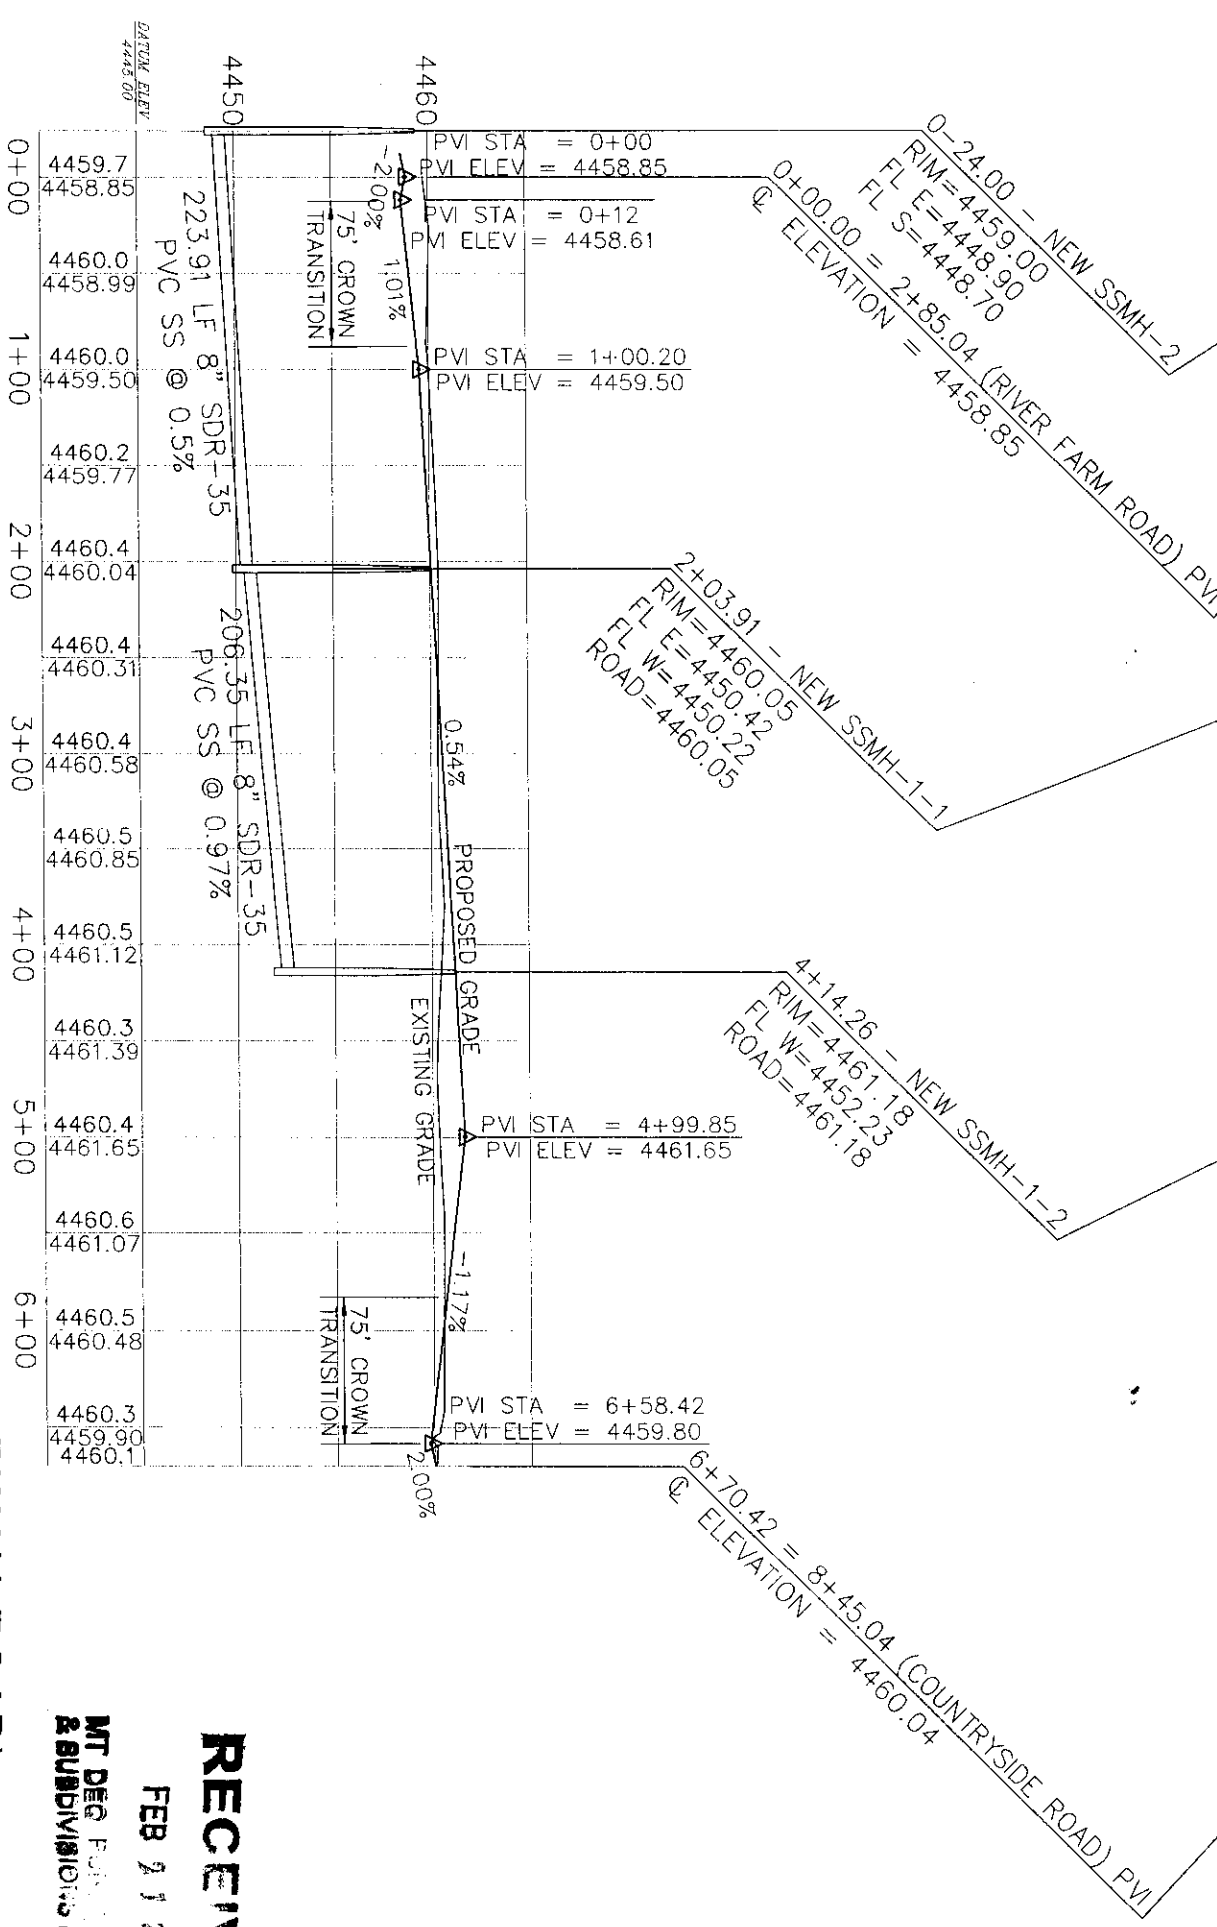 0-24.00 - NEW SSMH-2
RIM=4459.00
FL E=4448.90
FL S=4448.70
0+00.00 = 2+85.04 (RIVER FARM ROAD) PVI
℄ ELEVATION = 4458.85
2+03.91 - NEW SSMH-1-1
RIM=4460.05
FL E=4450.42
FL W=4450.22
ROAD=4460.05
4+14.26 - NEW SSMH-1-2
RIM=4461.18
FL W=4452.23
ROAD=4461.18
6+70.42 = 8+45.04 (COUNTRYSIDE ROAD) PVI
℄ ELEVATION = 4460.04
PVI STA = 0+00
PVI ELEV = 4458.85
PVI STA = 0+12
PVI ELEV = 4458.61
PVI STA = 1+00.20
PVI ELEV = 4459.50
PVI STA = 4+99.85
PVI ELEV = 4461.65
PVI STA = 6+58.42
PVI ELEV = 4459.80
4460
4450
DATUM ELEV
4445.00
-2.00%
1.01%
0.54%
-1.17%
2.00%
75' CROWN
TRANSITION
75' CROWN
TRANSITION
PROPOSED GRADE
EXISTING GRADE
223.91 LF 8" SDR-35
PVC SS @ 0.5%
206.35 LF 8" SDR-35
PVC SS @ 0.97%
4459.7
4458.85
4460.0
4458.99
4460.0
4459.50
4460.2
4459.77
4460.4
4460.04
4460.4
4460.31
4460.4
4460.58
4460.5
4460.85
4460.5
4461.12
4460.3
4461.39
4460.4
4461.65
4460.6
4461.07
4460.5
4460.48
4460.3
4459.90
4460.1
0+00
1+00
2+00
3+00
4+00
5+00
6+00
RECEIV
FEB
MT DEQ
& SUBDIVISIONS